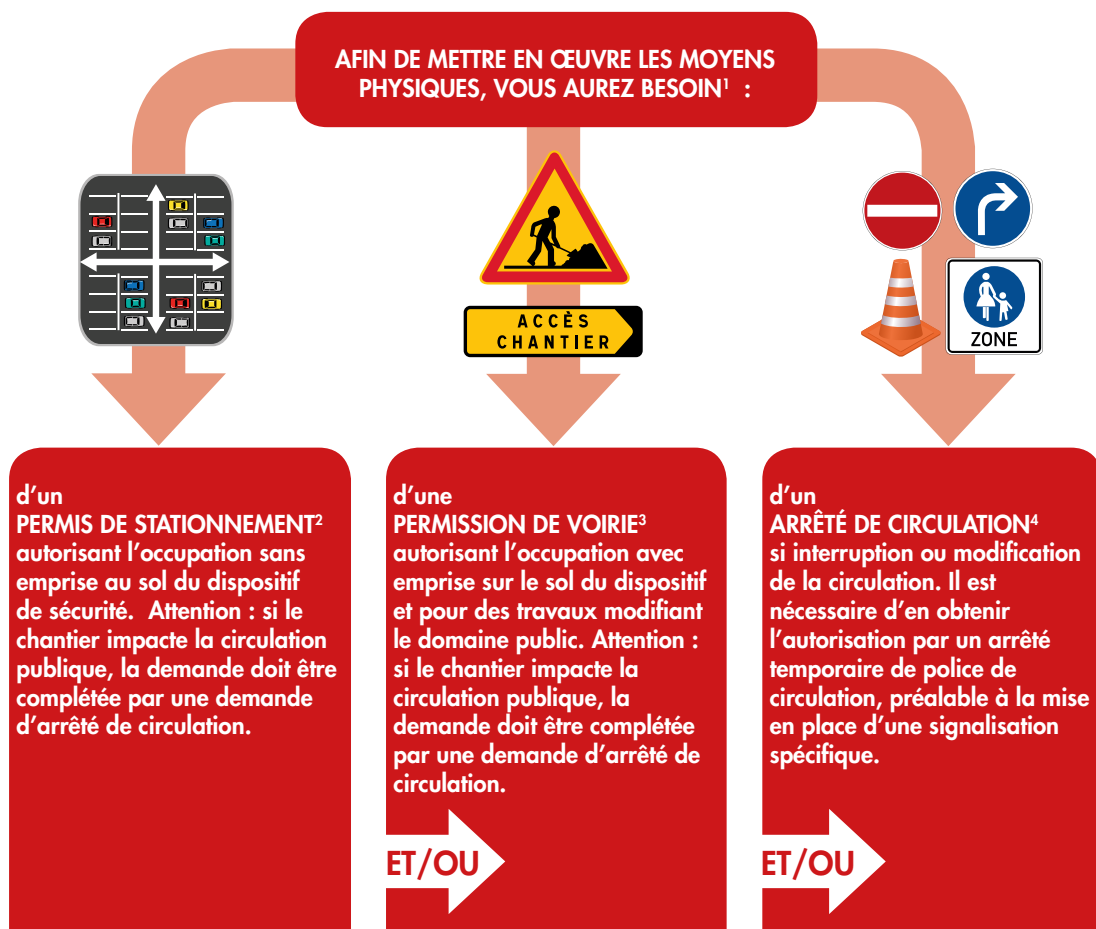 AFIN DE METTRE EN ŒUVRE LES MOYENS
PHYSIQUES, VOUS AUREZ BESOIN¹ :
ACCÈS
CHANTIER
ZONE
d’un
PERMIS DE STATIONNEMENT²
autorisant l’occupation sans
emprise au sol du dispositif
de sécurité. Attention : si le
chantier impacte la circulation
publique, la demande doit être
complétée par une demande
d’arrêté de circulation.
d’une
PERMISSION DE VOIRIE³
autorisant l’occupation avec
emprise sur le sol du dispositif
et pour des travaux modifiant
le domaine public. Attention :
si le chantier impacte la
circulation publique, la
demande doit être complétée
par une demande d’arrêté de
circulation.
ET/OU
d’un
ARRÊTÉ DE CIRCULATION⁴
si interruption ou modification
de la circulation. Il est
nécessaire d’en obtenir
l’autorisation par un arrêté
temporaire de police de
circulation, préalable à la mise
en place d’une signalisation
spécifique.
ET/OU